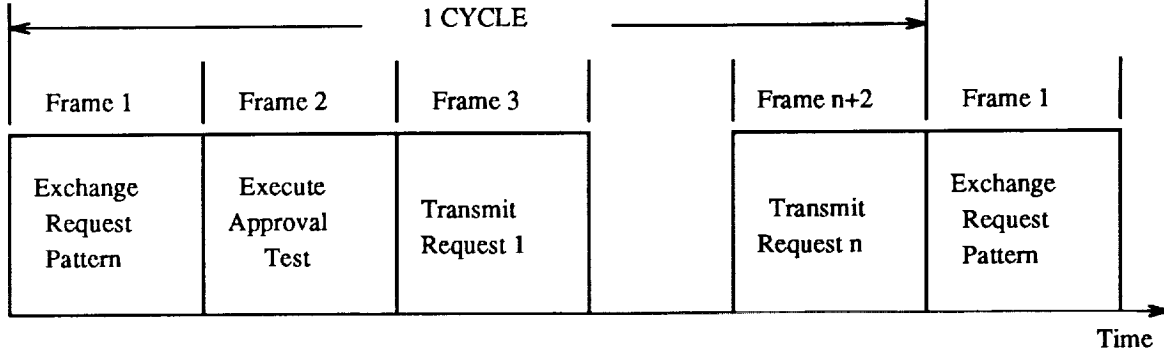 1 CYCLE
Frame 1
Frame 2
Frame 3
Frame n+2
Frame 1
Exchange
Request
Pattern
Execute
Approval
Test
Transmit
Request 1
Transmit
Request n
Exchange
Request
Pattern
Time